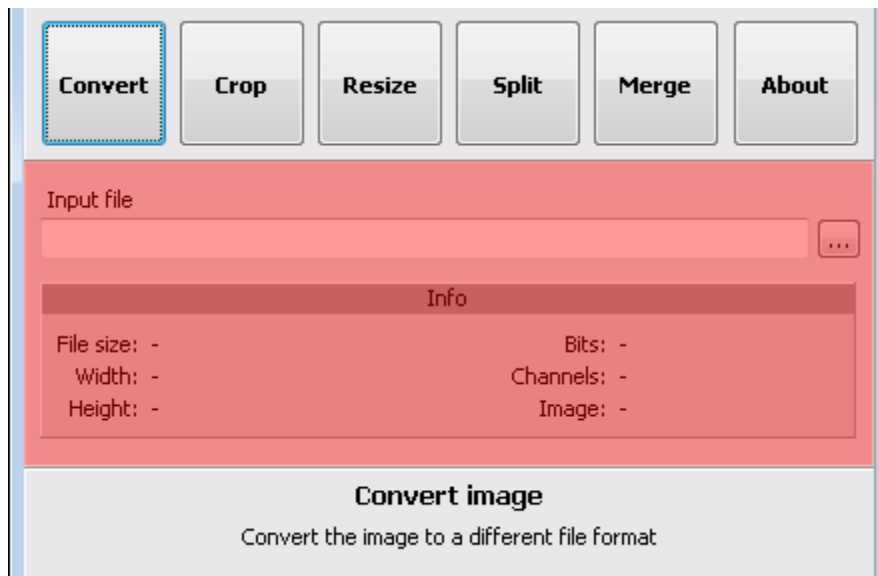 Convert Crop Resize Split Merge About
Input file
...
Info
File size: - Bits: -
Width: - Channels: -
Height: - Image: -
Convert image
Convert the image to a different file format